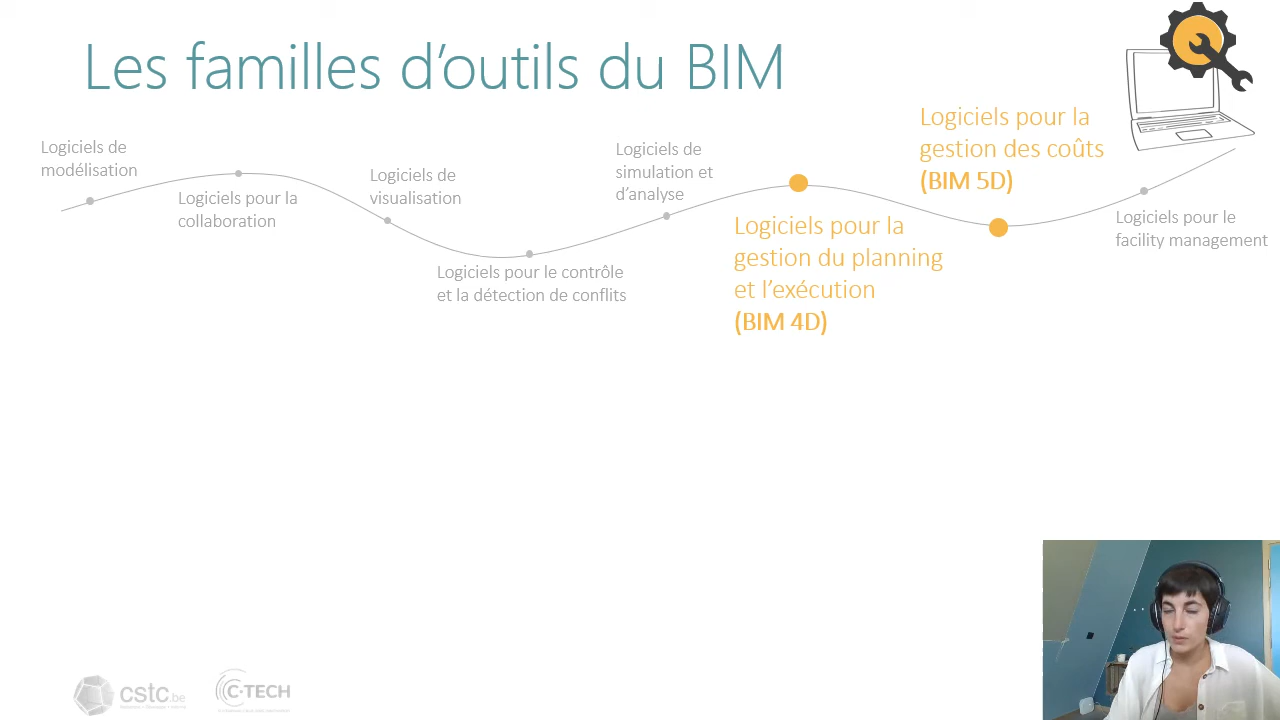 Les familles d’outils du BIM
Logiciels de
modélisation
Logiciels pour la
collaboration
Logiciels de
visualisation
Logiciels pour le contrôle
et la détection de conflits
Logiciels de
simulation et
d’analyse
Logiciels pour la
gestion du planning
et l’exécution
(BIM 4D)
Logiciels pour la
gestion des coûts
(BIM 5D)
Logiciels pour le
facility management
cstc.be
C-TECH